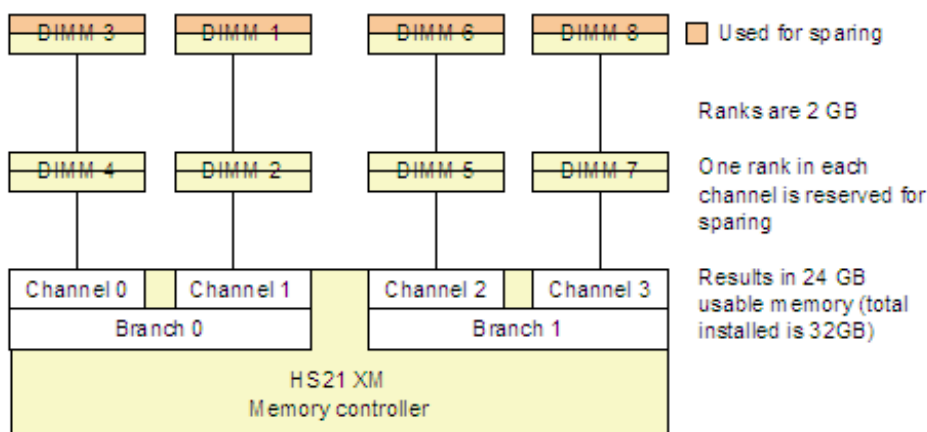 DIMM 3 DIMM 1 DIMM 6 DIMM 8 Used for sparing
Ranks are 2 GB
DIMM 4 DIMM 2 DIMM 5 DIMM 7 One rank in each
channel is reserved for
sparing
Channel 0 Channel 1 Channel 2 Channel 3 Results in 24 GB
usable memory (total
Branch 0 Branch 1 installed is 32GB)
HS21 XM
Memory controller